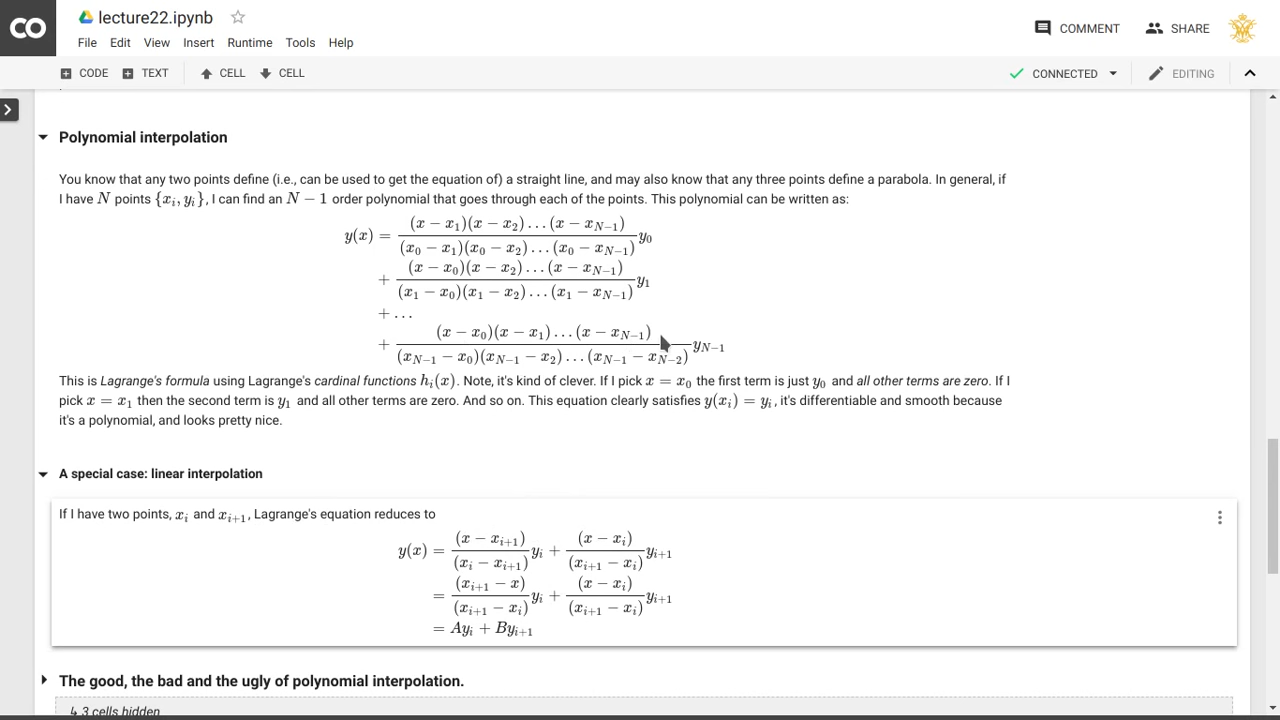 CO
lecture22.ipynb
File Edit View Insert Runtime Tools Help
COMMENT SHARE
CODE TEXT CELL CELL
CONNECTED EDITING
Polynomial interpolation
You know that any two points define (i.e., can be used to get the equation of) a straight line, and may also know that any three points define a parabola. In general, if
I have N points {x_i, y_i}, I can find an N − 1 order polynomial that goes through each of the points. This polynomial can be written as:
y(x) = \frac{(x − x_1)(x − x_2)...(x − x_{N−1})}{(x_0 − x_1)(x_0 − x_2)...(x_0 − x_{N−1})} y_0
+ \frac{(x − x_0)(x − x_2)...(x − x_{N−1})}{(x_1 − x_0)(x_1 − x_2)...(x_1 − x_{N−1})} y_1
+ ...
+ \frac{(x − x_0)(x − x_1)...(x − x_{N−1})}{(x_{N−1} − x_0)(x_{N−1} − x_2)...(x_{N−1} − x_{N−2})} y_{N−1}
This is Lagrange's formula using Lagrange's cardinal functions h_i(x). Note, it's kind of clever. If I pick x = x_0 the first term is just y_0 and all other terms are zero. If I
pick x = x_1 then the second term is y_1 and all other terms are zero. And so on. This equation clearly satisfies y(x_i) = y_i, it's differentiable and smooth because
it's a polynomial, and looks pretty nice.
A special case: linear interpolation
If I have two points, x_i and x_{i+1}, Lagrange's equation reduces to
y(x) = \frac{(x − x_{i+1})}{(x_i − x_{i+1})} y_i + \frac{(x − x_i)}{(x_{i+1} − x_i)} y_{i+1}
= \frac{(x_{i+1} − x)}{(x_{i+1} − x_i)} y_i + \frac{(x − x_i)}{(x_{i+1} − x_i)} y_{i+1}
= Ay_i + By_{i+1}
The good, the bad and the ugly of polynomial interpolation.
↳ 3 cells hidden